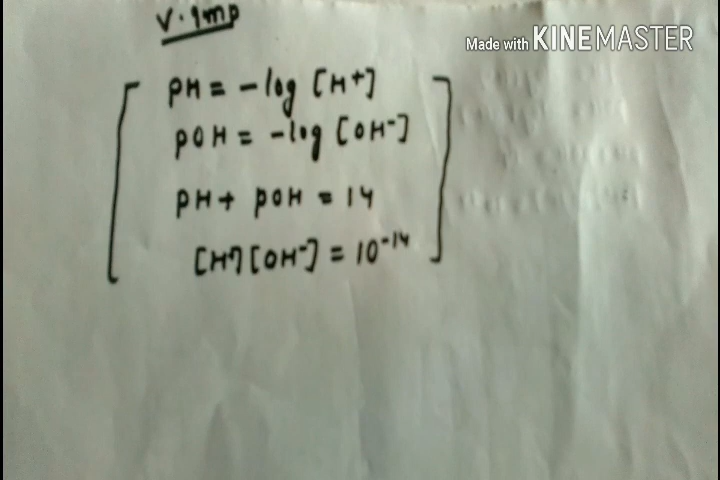 V. Imp
Made with KINEMASTER
pH = -log [H+]
pOH = -log [OH-]
pH + pOH = 14
[H+] [OH-] = 10-14